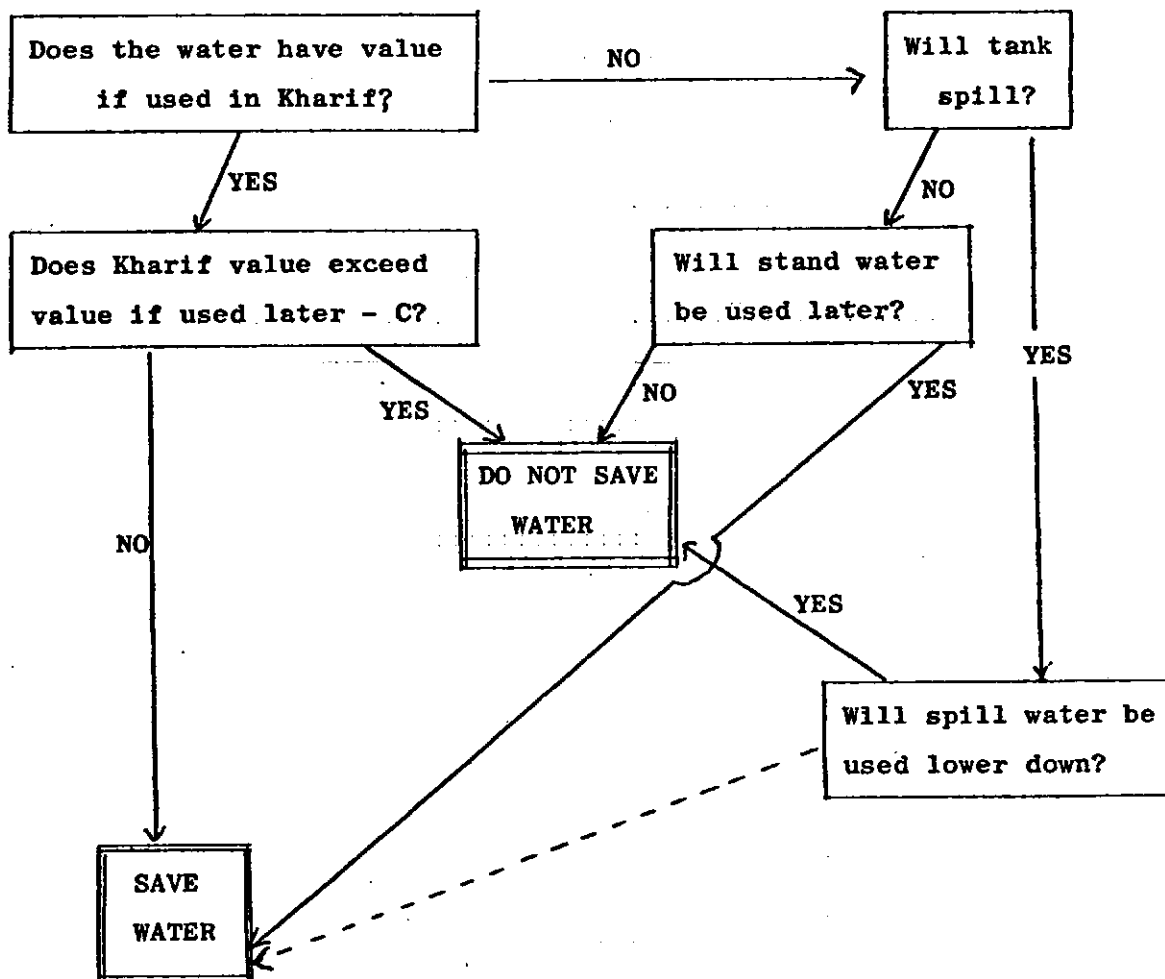 Does the water have value
if used in Kharif?
NO
Will tank
spill?
YES
NO
Does Kharif value exceed
value if used later - C?
Will stand water
be used later?
YES
YES
NO
YES
DO NOT SAVE
WATER
NO
YES
Will spill water be
used lower down?
SAVE
WATER